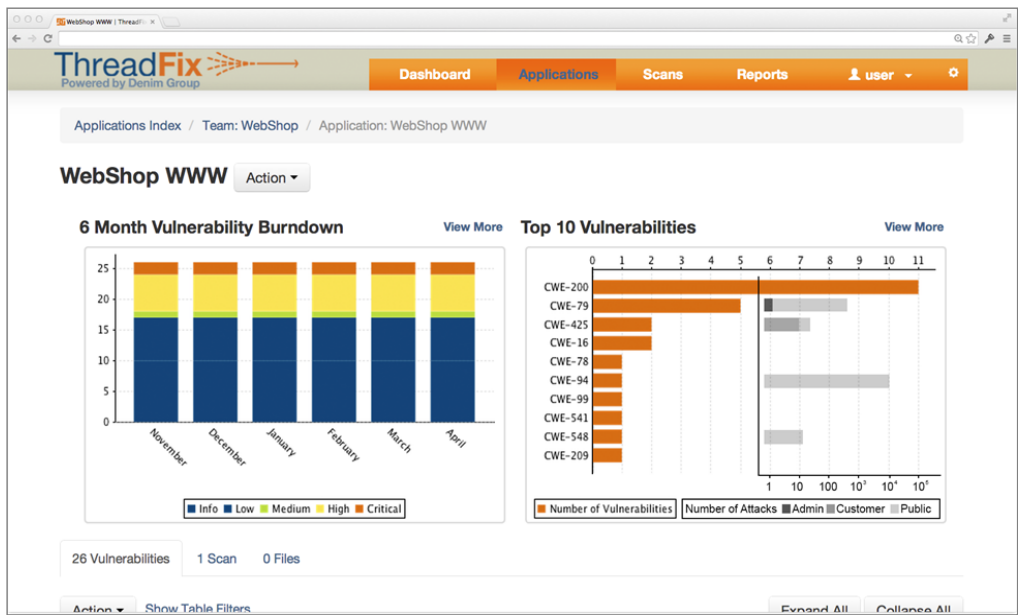 WebShop WWW | ThreadFi
ThreadFix
Powered by Denim Group
Dashboard Applications Scans Reports user
Applications Index / Team: WebShop / Application: WebShop WWW
WebShop WWW Action
6 Month Vulnerability Burndown View More
25
20
15
10
5
0
November December January February March April
Info Low Medium High Critical
Top 10 Vulnerabilities View More
0 1 2 3 4 5 6 7 8 9 10 11
CWE-200
CWE-79
CWE-425
CWE-16
CWE-78
CWE-94
CWE-99
CWE-541
CWE-548
CWE-209
1 10 100 10³ 10⁴ 10⁵
Number of Vulnerabilities Number of Attacks Admin Customer Public
26 Vulnerabilities 1 Scan 0 Files
Action Show Table Filters Expand All Collapse All